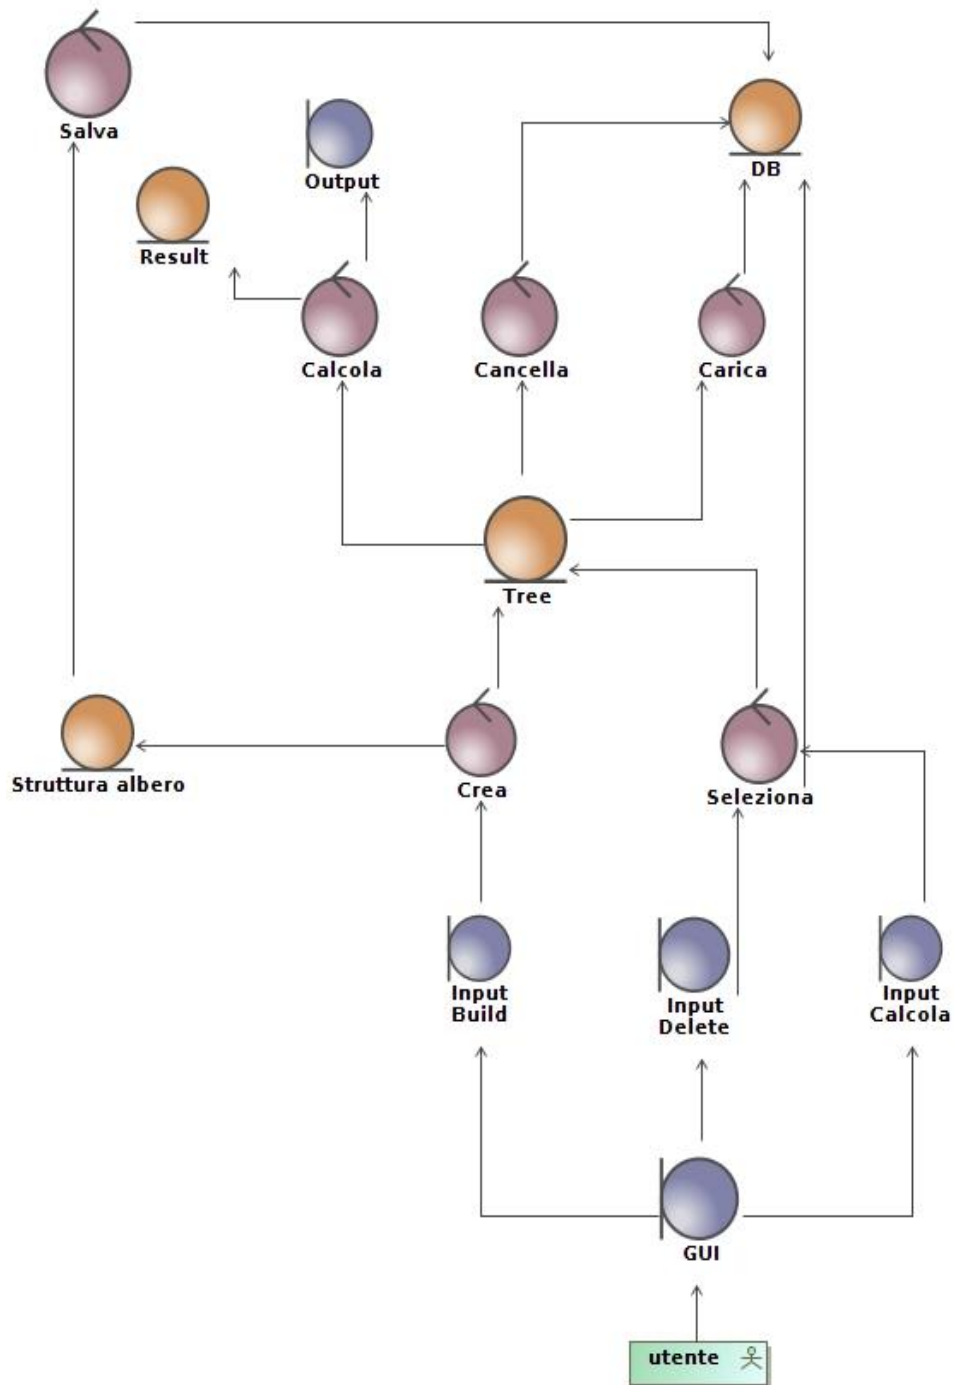 Salva
DB
Output
Result
Calcola
Cancella
Carica
Tree
Struttura albero
Crea
Seleziona
Input
Build
Input
Delete
Input
Calcola
GUI
utente